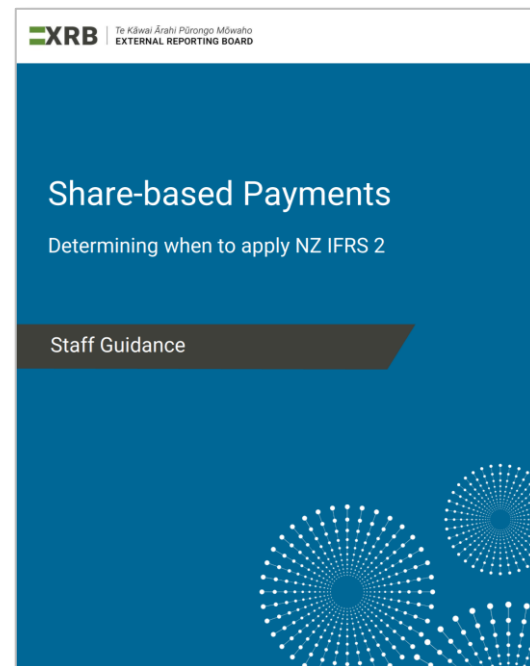 XRB
Te Kāwai Ārahi Pūrongo Mōwaho
EXTERNAL REPORTING BOARD
Share-based Payments
Determining when to apply NZ IFRS 2
Staff Guidance